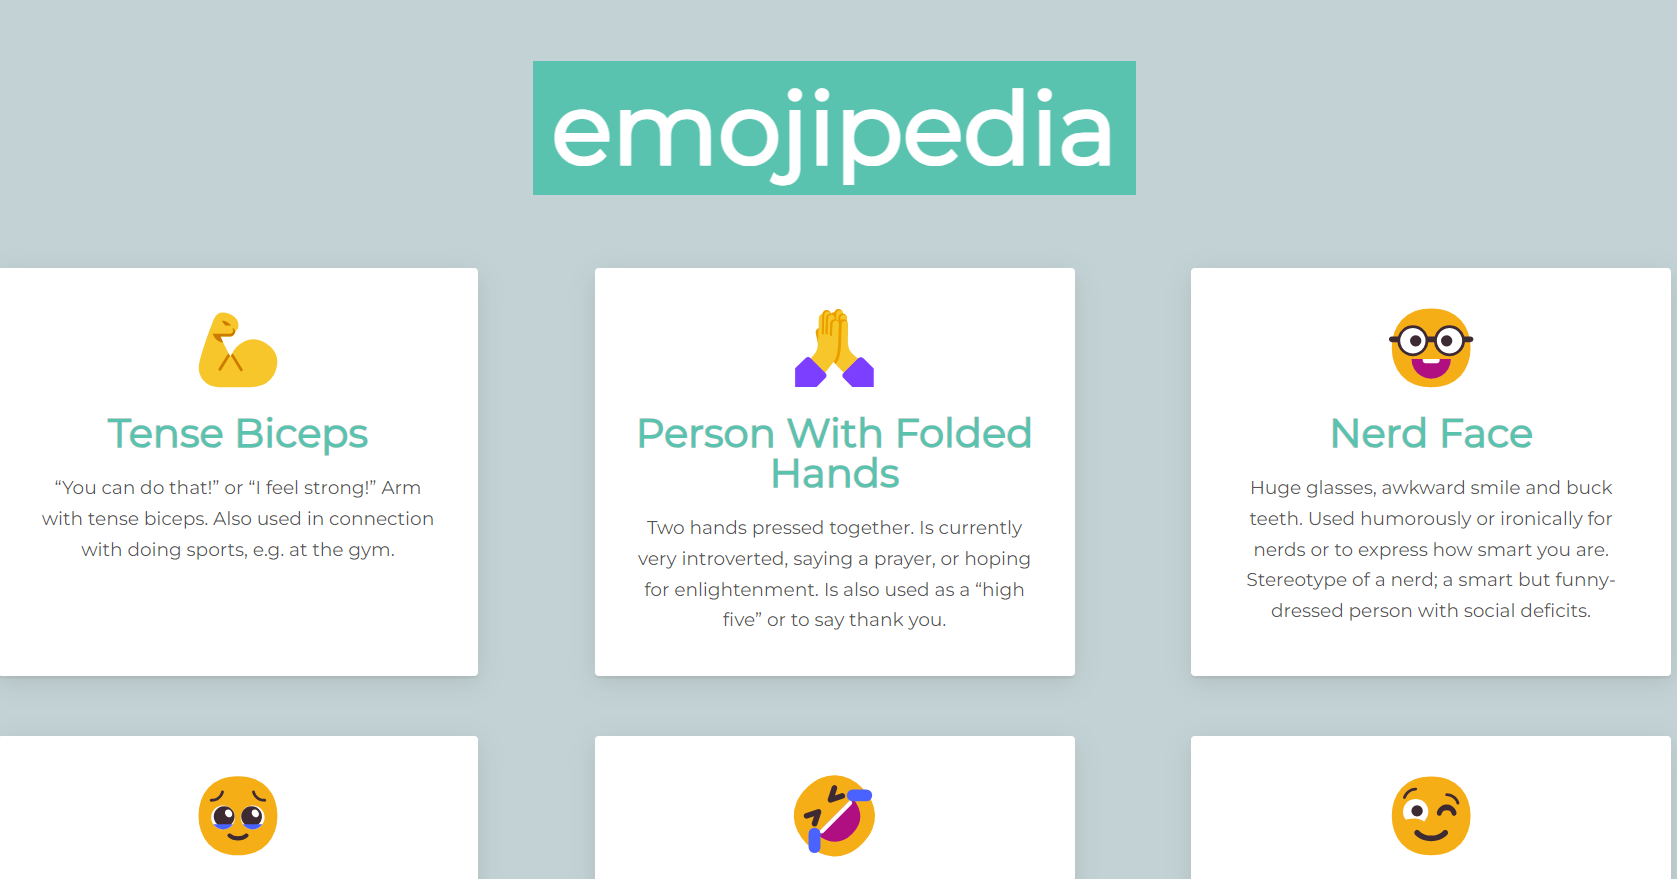 emojipedia
Tense Biceps
“You can do that!” or “I feel strong!” Arm
with tense biceps. Also used in connection
with doing sports, e.g. at the gym.
Person With Folded
Hands
Two hands pressed together. Is currently
very introverted, saying a prayer, or hoping
for enlightenment. Is also used as a “high
five” or to say thank you.
Nerd Face
Huge glasses, awkward smile and buck
teeth. Used humorously or ironically for
nerds or to express how smart you are.
Stereotype of a nerd; a smart but funny-
dressed person with social deficits.